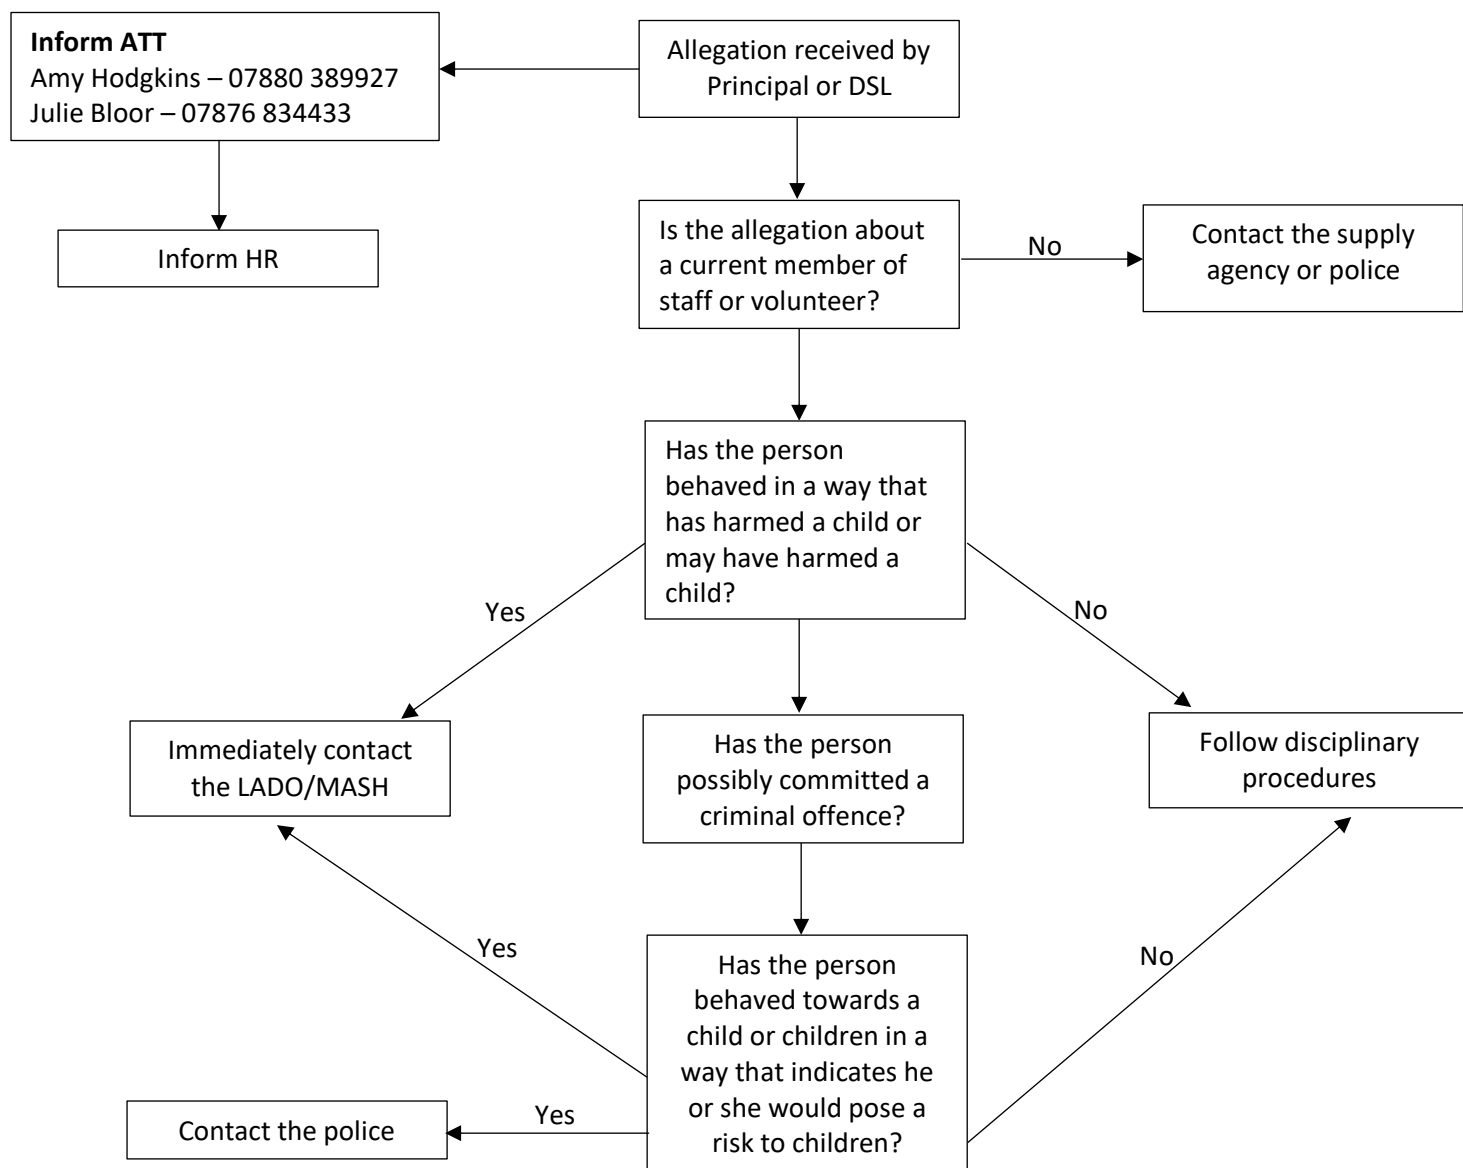 Inform ATT
Amy Hodgkins – 07880 389927
Julie Bloor – 07876 834433
Allegation received by
Principal or DSL
Inform HR
Is the allegation about
a current member of
staff or volunteer?
No
Contact the supply
agency or police
Has the person
behaved in a way that
has harmed a child or
may have harmed a
child?
Yes
No
Immediately contact
the LADO/MASH
Has the person
possibly committed a
criminal offence?
Follow disciplinary
procedures
Yes
No
Has the person
behaved towards a
child or children in a
way that indicates he
or she would pose a
risk to children?
Yes
Contact the police